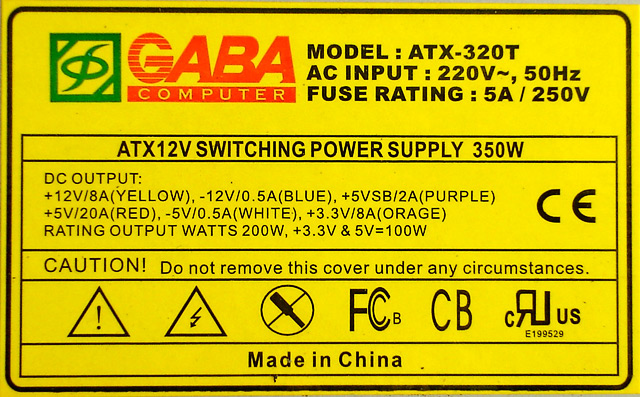 GABA
COMPUTER
MODEL : ATX-320T
AC INPUT : 220V~, 50Hz
FUSE RATING : 5A / 250V
ATX12V SWITCHING POWER SUPPLY 350W
DC OUTPUT:
+12V/8A(YELLOW), -12V/0.5A(BLUE), +5VSB/2A(PURPLE)
+5V/20A(RED), -5V/0.5A(WHITE), +3.3V/8A(ORAGE)
RATING OUTPUT WATTS 200W, +3.3V & 5V=100W
CE
CAUTION! Do not remove this cover under any circumstances.
! FC B CB c RU US
E199529
Made in China